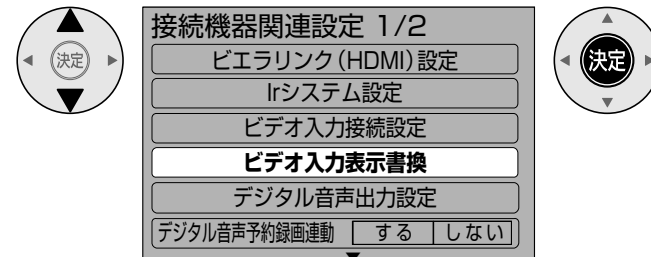 接続機器関連設定 1/2
決定
ビエラリンク(HDMI)設定
決定
Irシステム設定
ビデオ入力接続設定
ビデオ入力表示書換
デジタル音声出力設定
デジタル音声予約録画連動 する しない